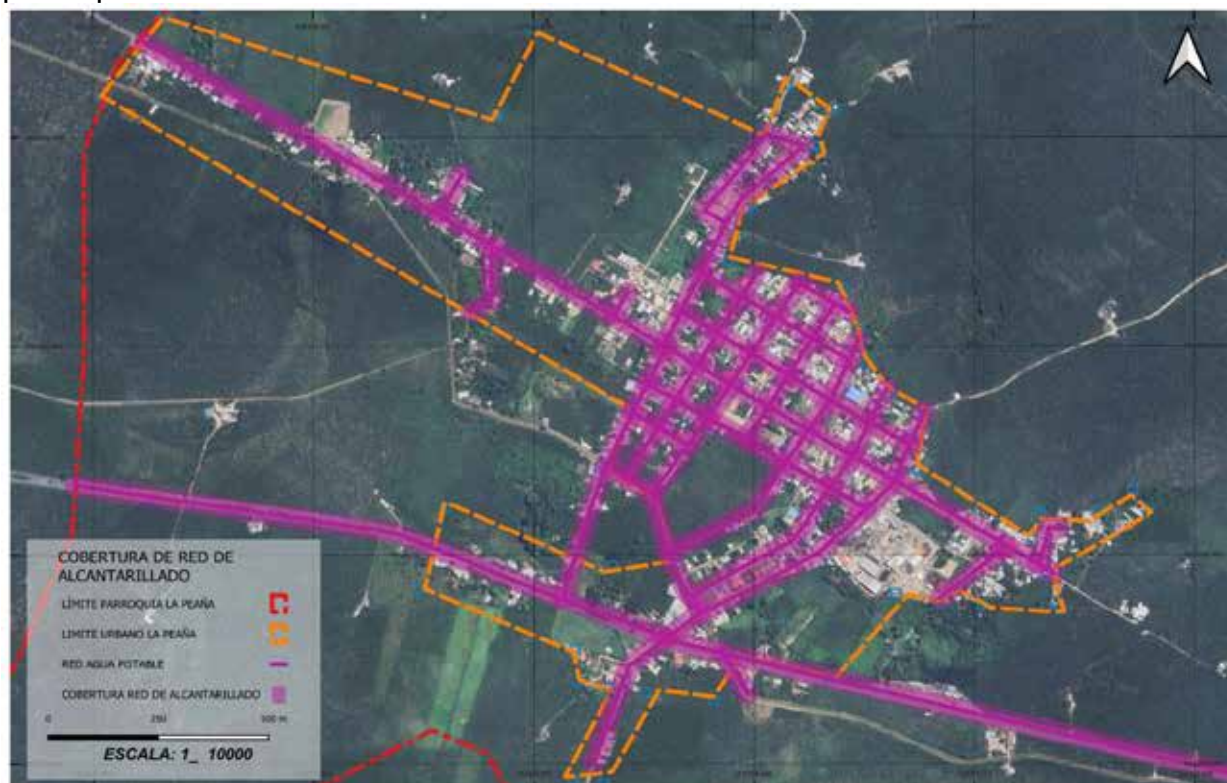 COBERTURA DE RED DE
ALCANTARILLADO
LÍMITE PARROQUIA LA PEAÑA
LIMITE URBANO LA PEAÑA
RED AGUA POTABLE
COBERTURA RED DE ALCANTARILLADO
0 250 500 m
ESCALA: 1_ 10000